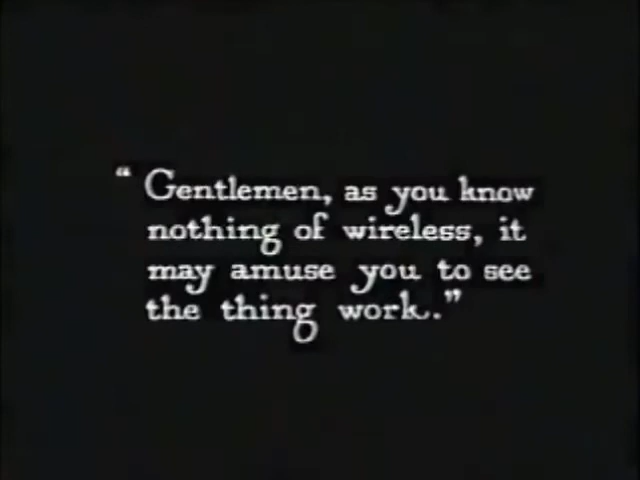 “Gentlemen, as you know
nothing of wireless, it
may amuse you to see
the thing work.”